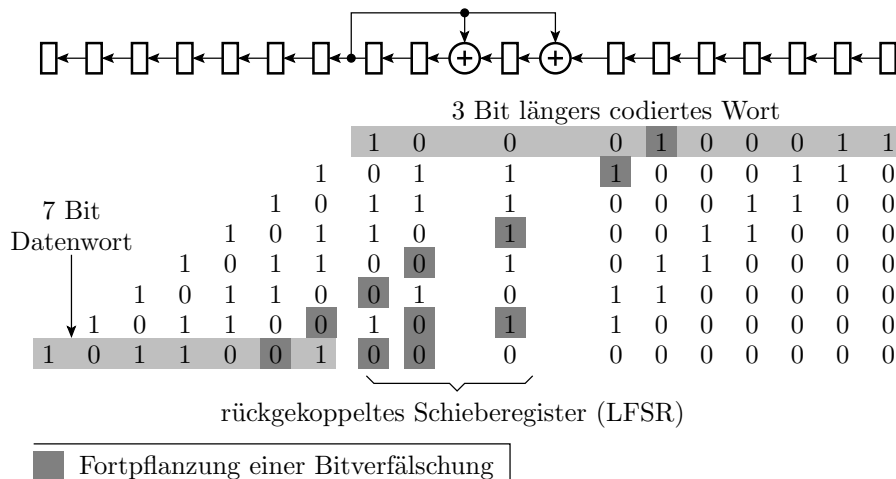 3 Bit längers codiertes Wort
1 0 0 0 1 0 0 0 1 1
1 0 1 1 1 0 0 0 1 1 0
7 Bit
1 0 1 1 1 0 0 0 1 1 0 0
Datenwort
1 0 1 1 0 1 0 0 1 1 0 0 0
1 0 1 1 0 0 1 0 1 1 0 0 0 0
1 0 1 1 0 0 1 0 1 1 0 0 0 0 0
1 0 1 1 0 0 1 0 1 1 0 0 0 0 0 0
1 0 1 1 0 0 1 0 0 0 0 0 0 0 0 0 0
rückgekoppeltes Schieberegister (LFSR)
Fortpflanzung einer Bitverfälschung